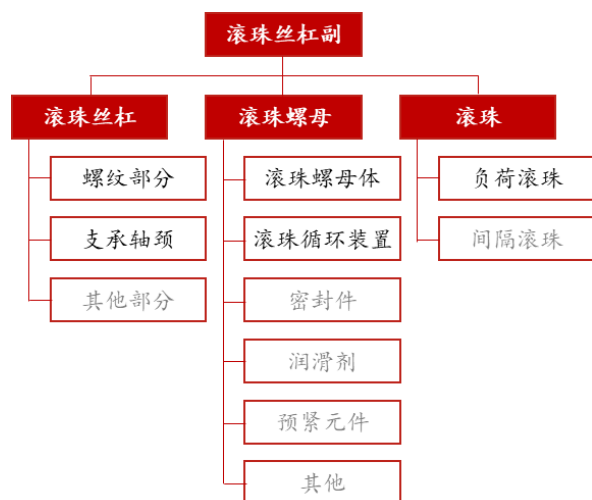 滚珠丝杠副
滚珠丝杠
滚珠螺母
滚珠
螺纹部分
滚珠螺母体
负荷滚珠
支承轴颈
滚珠循环装置
间隔滚珠
其他部分
密封件
润滑剂
预紧元件
其他